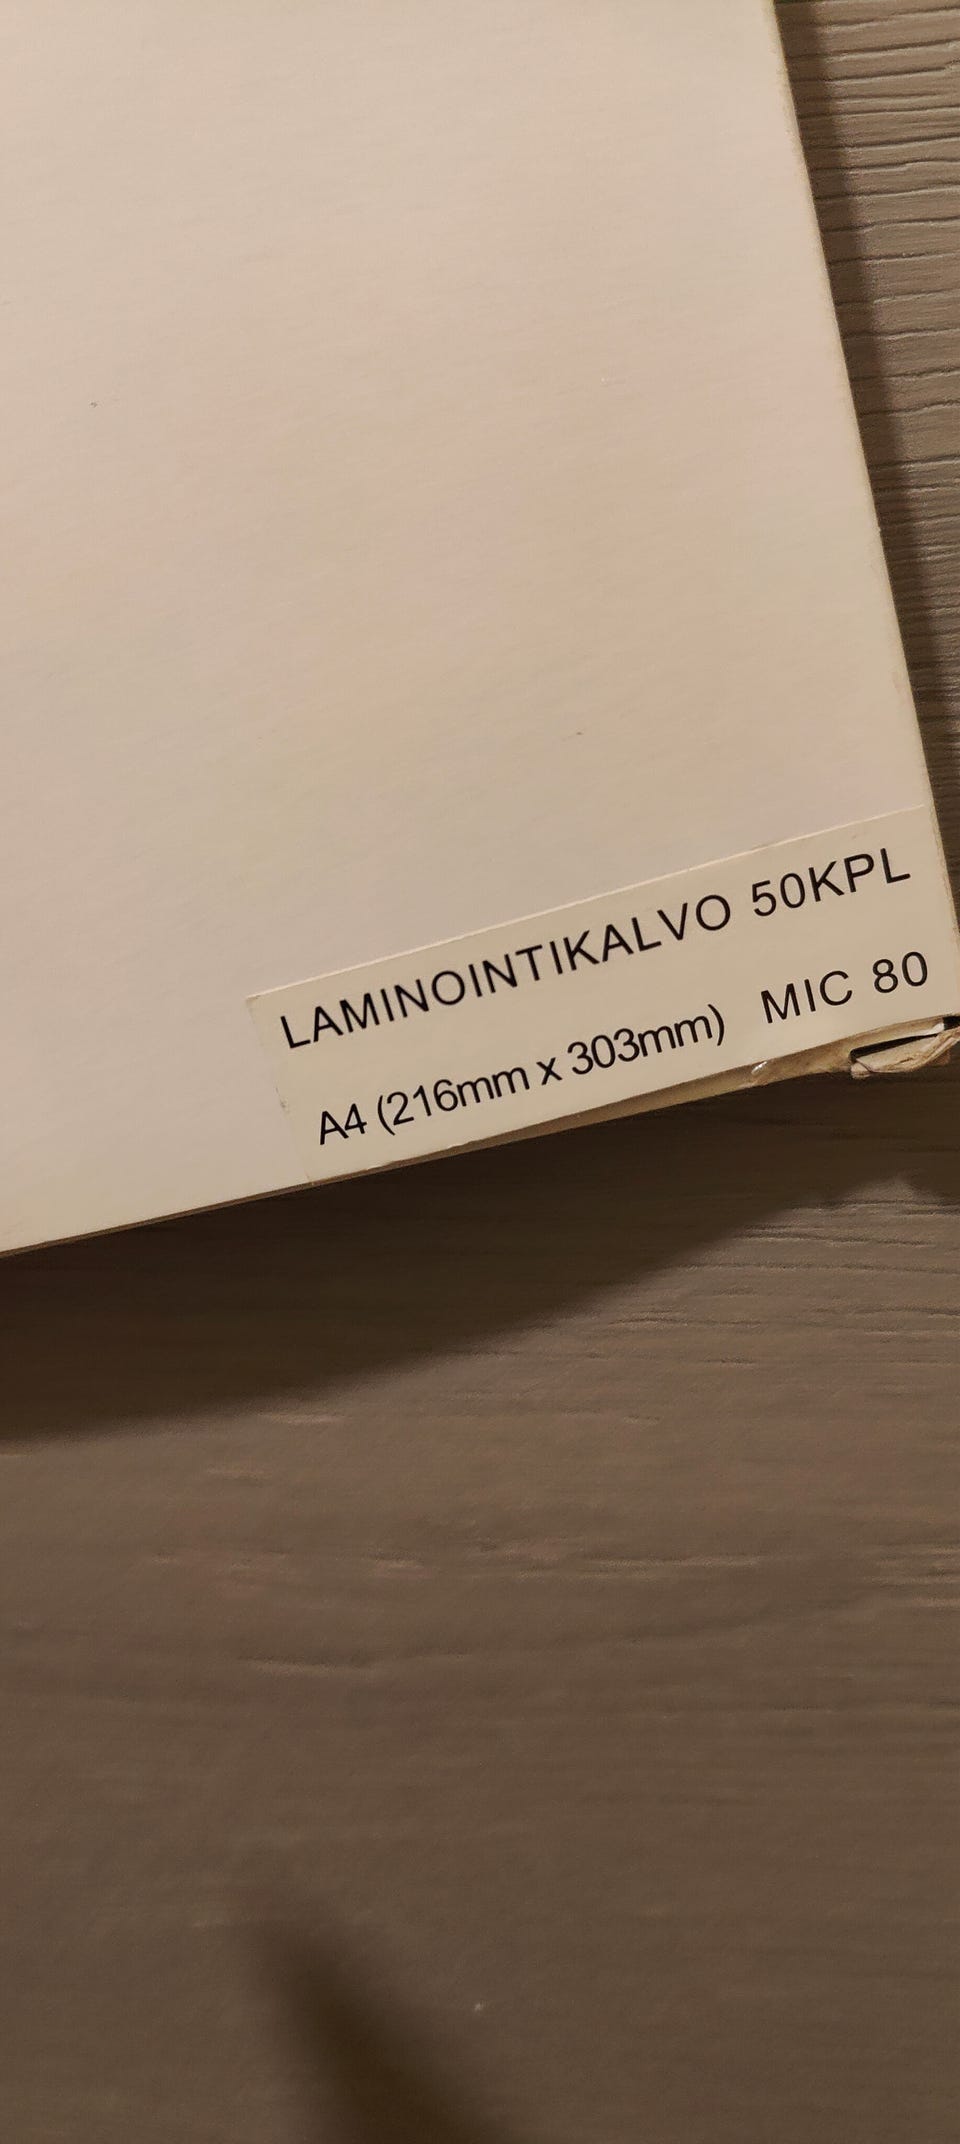 LAMINOINTIKALVO 50KPL
A4 (216mm x 303mm) MIC 80